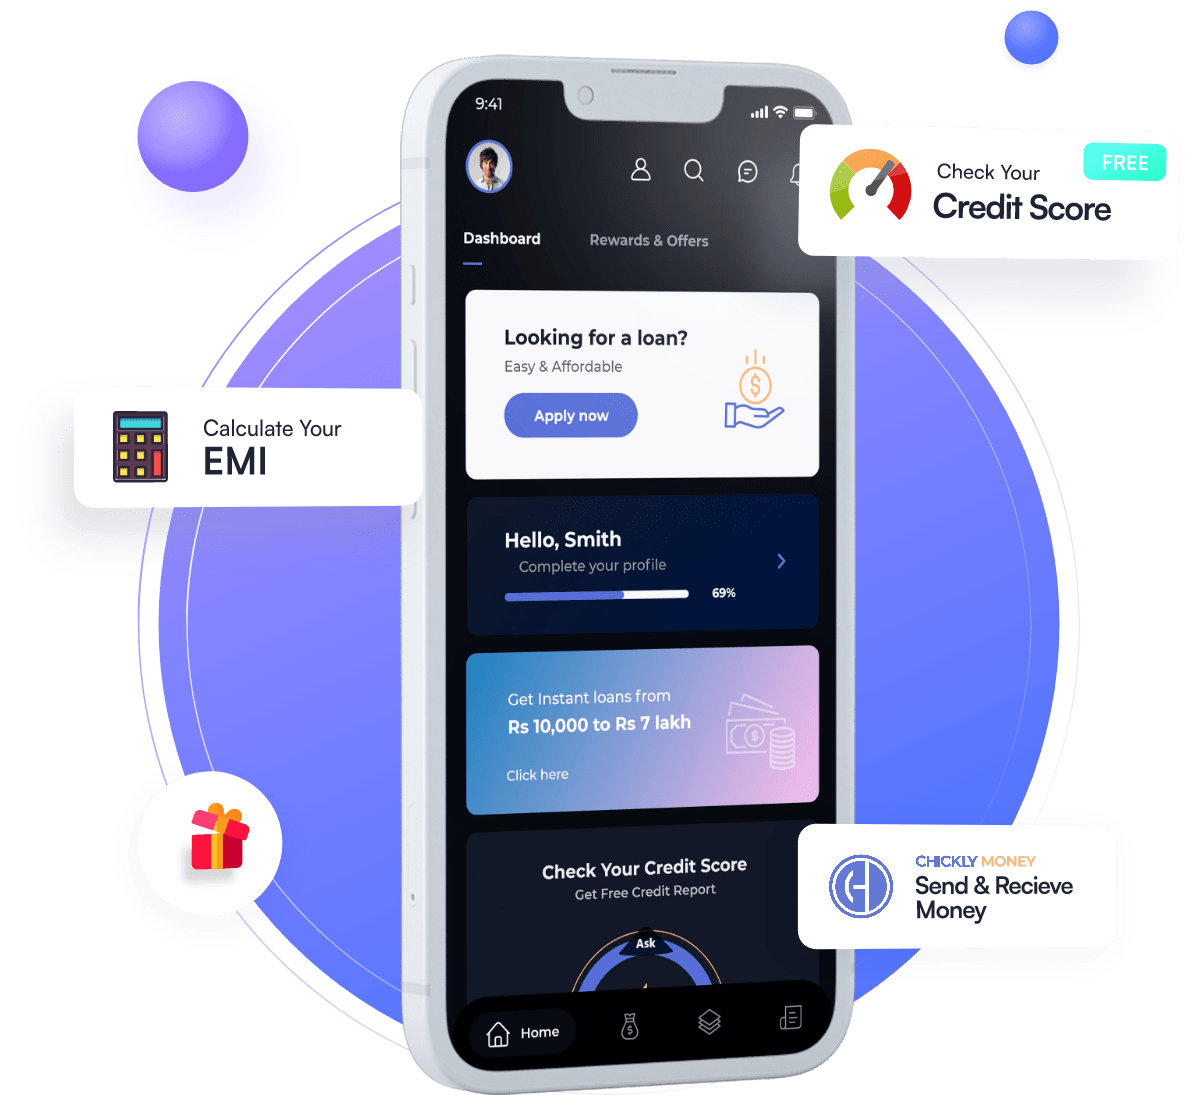 9:41
Dashboard
Rewards & Offers
Looking for a loan?
Easy & Affordable
Apply now
Hello, Smith
Complete your profile
69%
Get Instant loans from
Rs 10,000 to Rs 7 lakh
Click here
Check Your Credit Score
Get Free Credit Report
Ask
Home
Check Your
Credit Score
FREE
Calculate Your
EMI
CHICKLY MONEY
Send & Recieve
Money